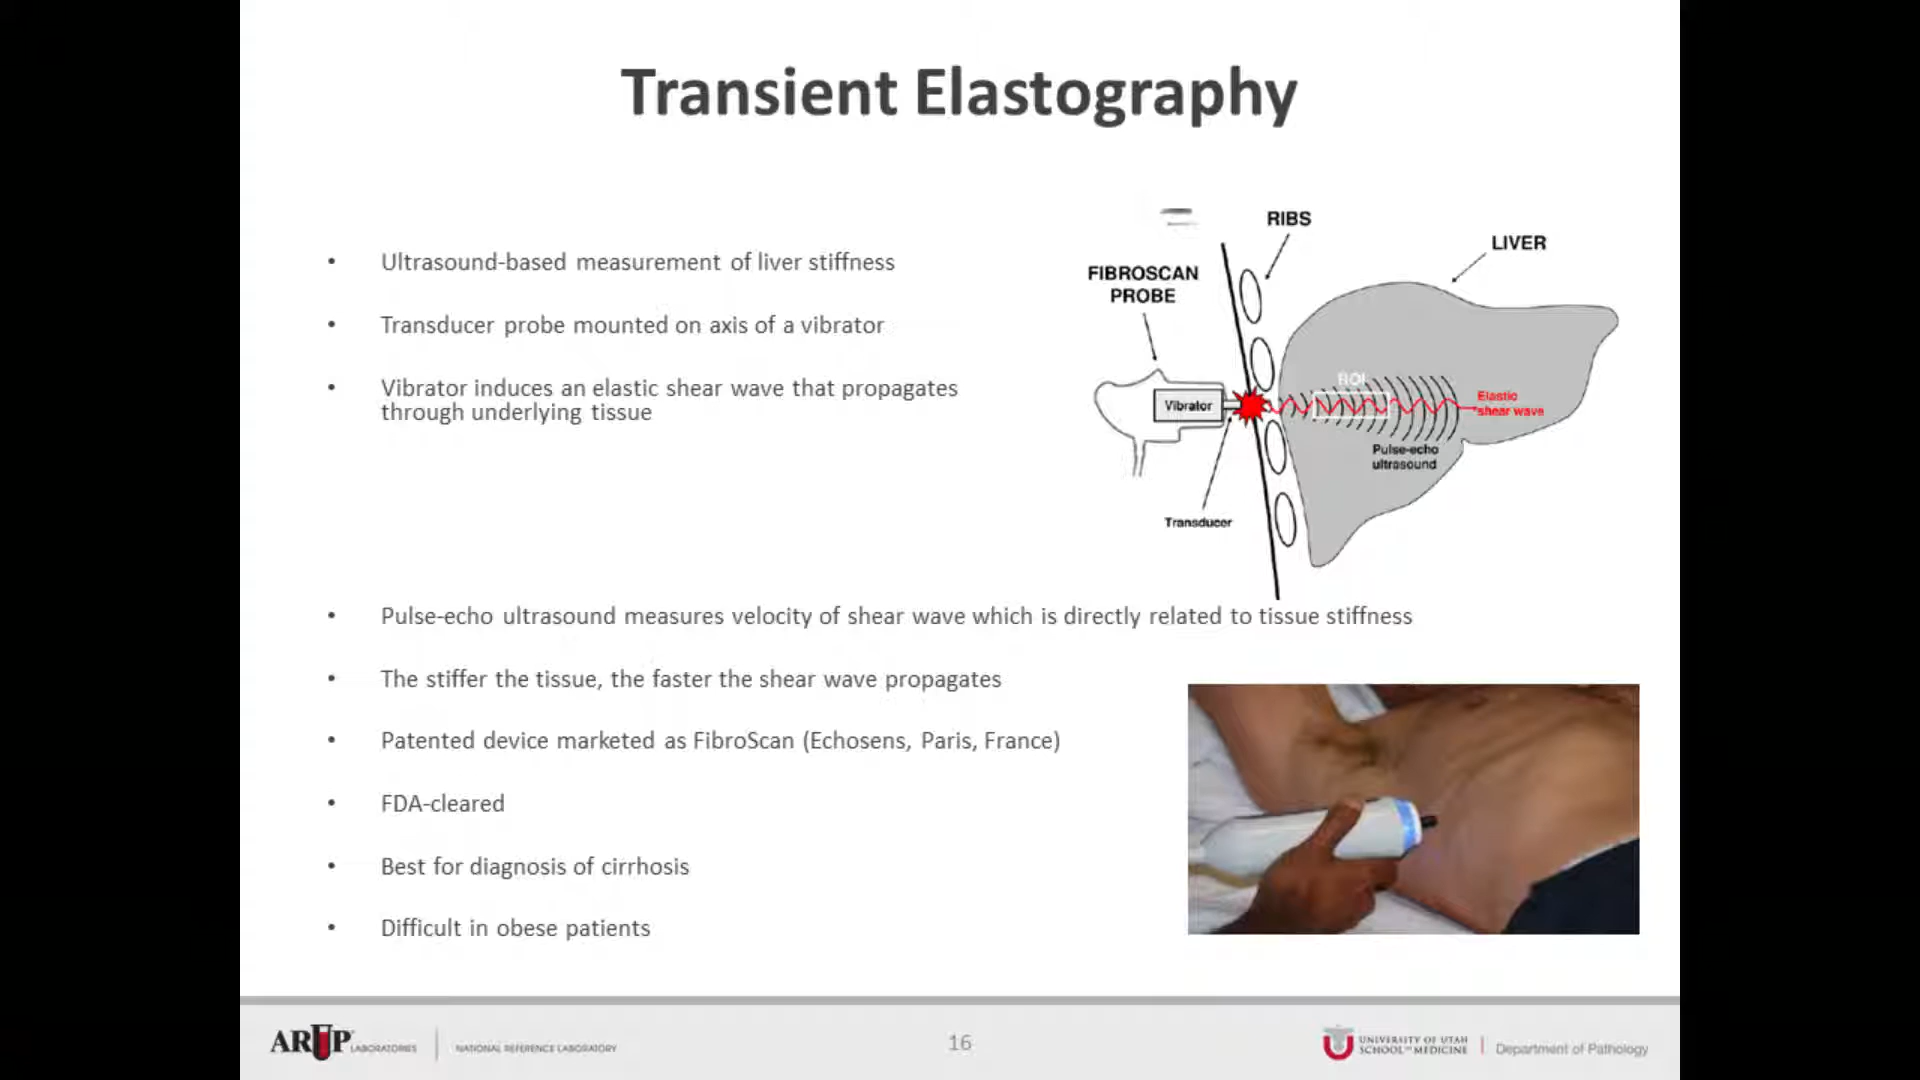 Transient Elastography
• Ultrasound-based measurement of liver stiffness
• Transducer probe mounted on axis of a vibrator
• Vibrator induces an elastic shear wave that propagates
through underlying tissue
RIBS
LIVER
FIBROSCAN
PROBE
ROI
Vibrator
Elastic
shear wave
Pulse-echo
ultrasound
Transducer
• Pulse-echo ultrasound measures velocity of shear wave which is directly related to tissue stiffness
• The stiffer the tissue, the faster the shear wave propagates
• Patented device marketed as FibroScan (Echosens, Paris, France)
• FDA-cleared
• Best for diagnosis of cirrhosis
• Difficult in obese patients
ARUP LABORATORIES
NATIONAL REFERENCE LABORATORY
16
UNIVERSITY OF UTAH
SCHOOL OF MEDICINE
Department of Pathology